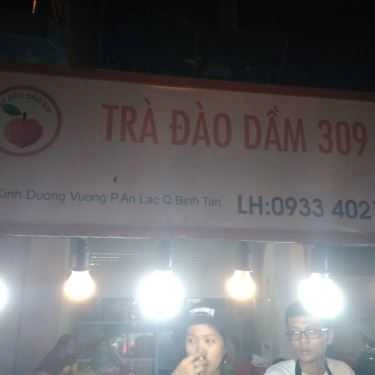 TRÀ ĐÀO DẦM 309
Kinh Dương Vương P.An Lạc Q.Bình Tân
LH:0933 402